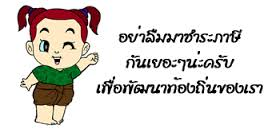 อย่าลืมมาชำระภาษี
กันเยอะๆน่ะครับ
เพื่อพัฒนาท้องถิ่นของเรา